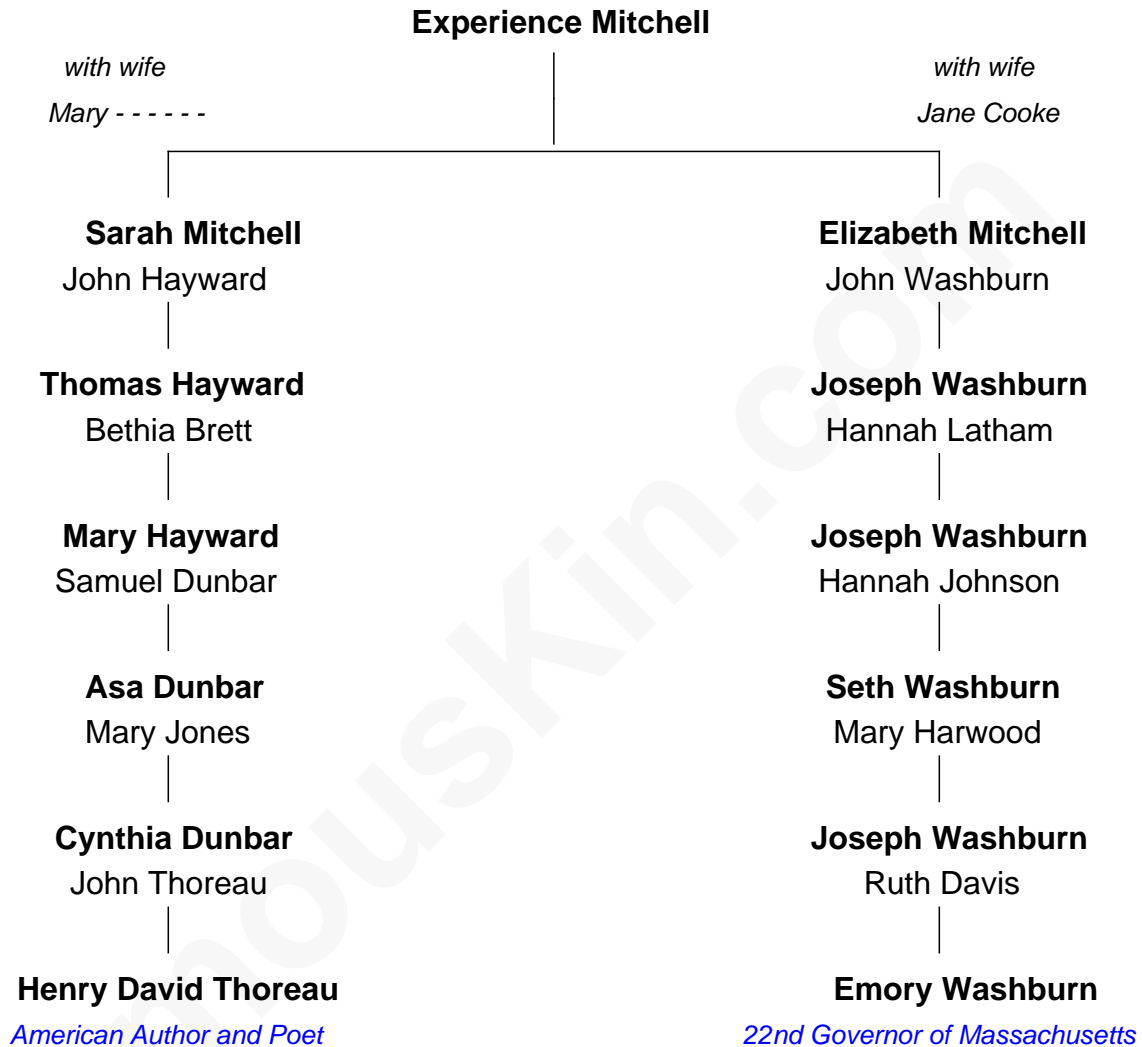 Experience Mitchell
with wife
Mary - - - - - -
with wife
Jane Cooke
Sarah Mitchell
John Hayward
Elizabeth Mitchell
John Washburn
Thomas Hayward
Bethia Brett
Joseph Washburn
Hannah Latham
Mary Hayward
Samuel Dunbar
Joseph Washburn
Hannah Johnson
Asa Dunbar
Mary Jones
Seth Washburn
Mary Harwood
Cynthia Dunbar
John Thoreau
Joseph Washburn
Ruth Davis
Henry David Thoreau
American Author and Poet
Emory Washburn
22nd Governor of Massachusetts
mousKin.com